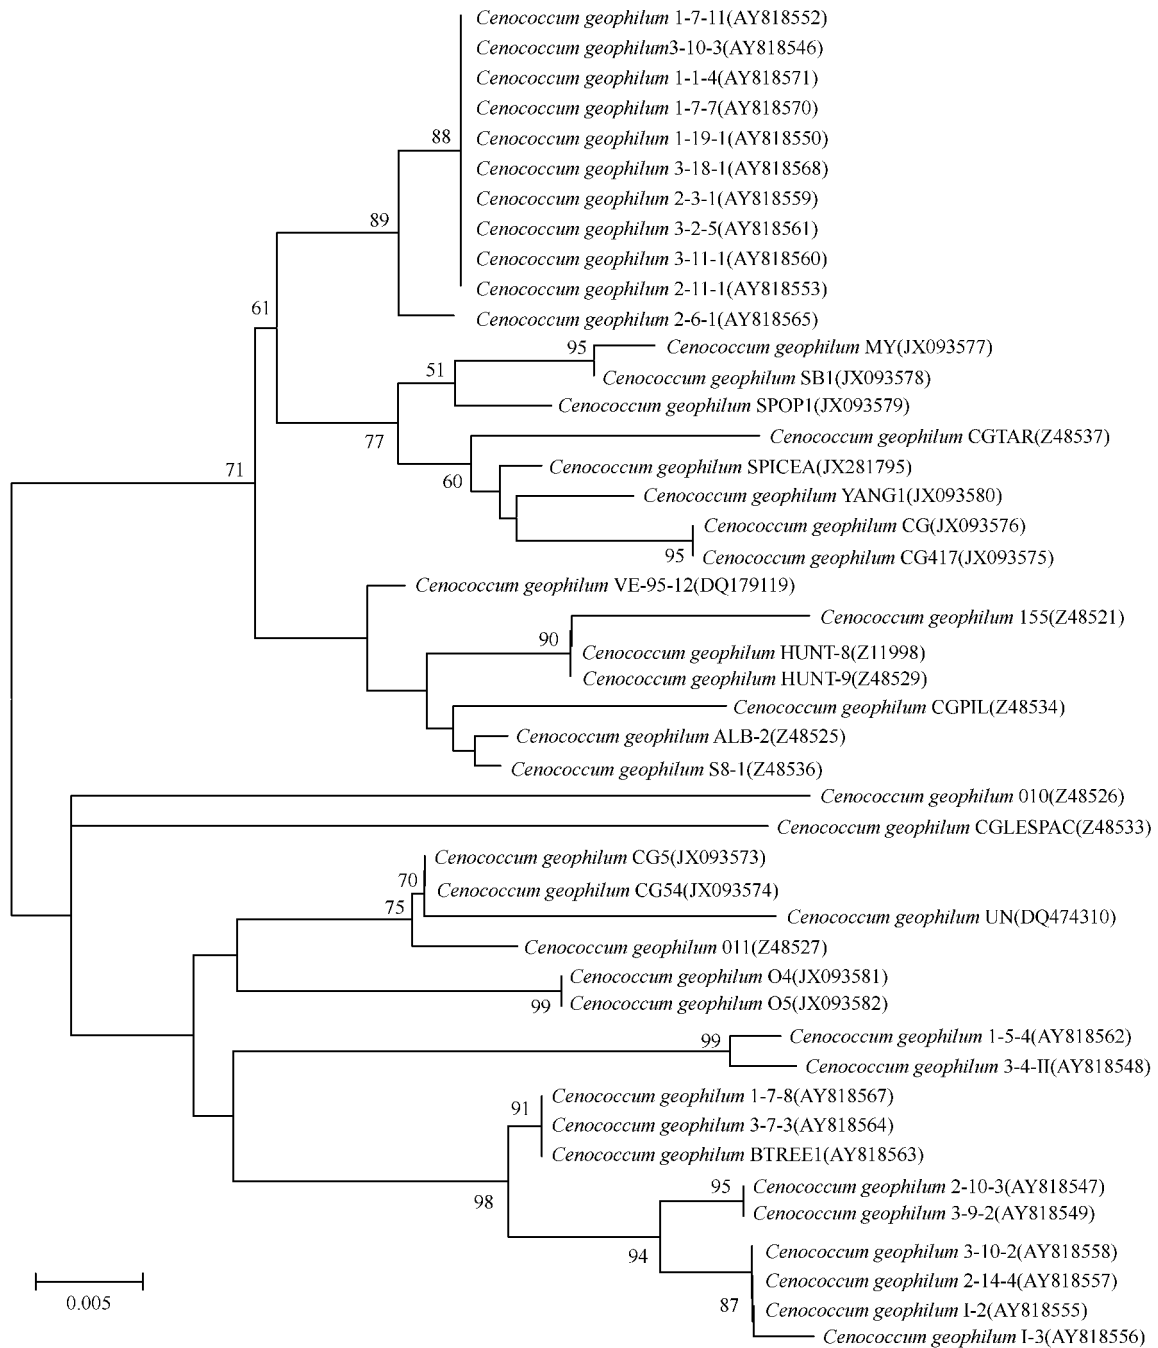 Cenococcum geophilum 1-7-11(AY818552)
Cenococcum geophilum3-10-3(AY818546)
Cenococcum geophilum 1-1-4(AY818571)
Cenococcum geophilum 1-7-7(AY818570)
88
Cenococcum geophilum 1-19-1(AY818550)
Cenococcum geophilum 3-18-1(AY818568)
Cenococcum geophilum 2-3-1(AY818559)
89
Cenococcum geophilum 3-2-5(AY818561)
Cenococcum geophilum 3-11-1(AY818560)
Cenococcum geophilum 2-11-1(AY818553)
61
Cenococcum geophilum 2-6-1(AY818565)
95
Cenococcum geophilum MY(JX093577)
51
Cenococcum geophilum SB1(JX093578)
Cenococcum geophilum SPOP1(JX093579)
77
Cenococcum geophilum CGTAR(Z48537)
71
Cenococcum geophilum SPICEA(JX281795)
60
Cenococcum geophilum YANG1(JX093580)
Cenococcum geophilum CG(JX093576)
95
Cenococcum geophilum CG417(JX093575)
Cenococcum geophilum VE-95-12(DQ179119)
Cenococcum geophilum 155(Z48521)
90
Cenococcum geophilum HUNT-8(Z11998)
Cenococcum geophilum HUNT-9(Z48529)
Cenococcum geophilum CGPIL(Z48534)
Cenococcum geophilum ALB-2(Z48525)
Cenococcum geophilum S8-1(Z48536)
Cenococcum geophilum 010(Z48526)
Cenococcum geophilum CGLESPAC(Z48533)
Cenococcum geophilum CG5(JX093573)
70
Cenococcum geophilum CG54(JX093574)
75
Cenococcum geophilum UN(DQ474310)
Cenococcum geophilum 011(Z48527)
Cenococcum geophilum O4(JX093581)
99
Cenococcum geophilum O5(JX093582)
99
Cenococcum geophilum 1-5-4(AY818562)
Cenococcum geophilum 3-4-II(AY818548)
Cenococcum geophilum 1-7-8(AY818567)
91
Cenococcum geophilum 3-7-3(AY818564)
Cenococcum geophilum BTREE1(AY818563)
95
Cenococcum geophilum 2-10-3(AY818547)
98
Cenococcum geophilum 3-9-2(AY818549)
94
Cenococcum geophilum 3-10-2(AY818558)
Cenococcum geophilum 2-14-4(AY818557)
87
Cenococcum geophilum I-2(AY818555)
Cenococcum geophilum I-3(AY818556)
0.005